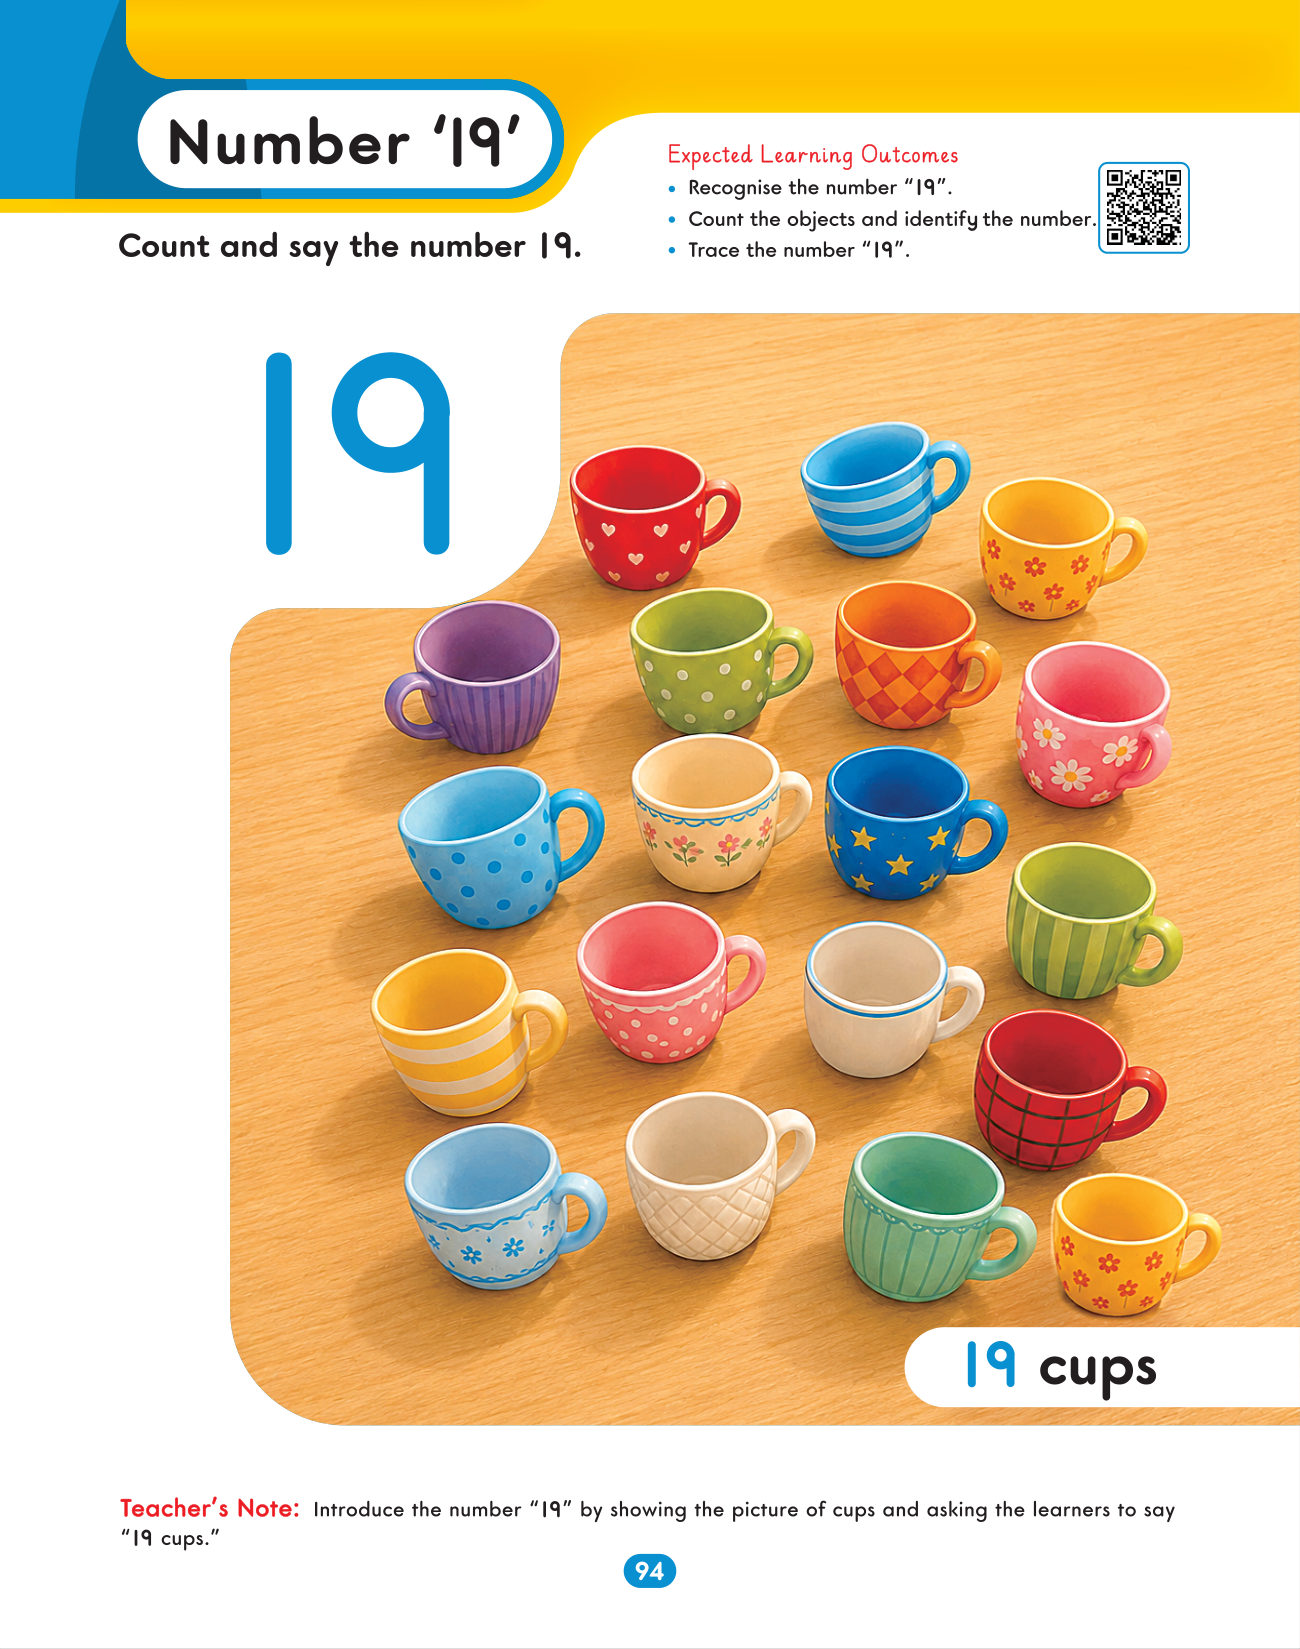 Number ‘19’
Expected Learning Outcomes
• Recognise the number “19”.
• Count the objects and identify the number.
• Trace the number “19”.
Count and say the number 19.
19
19 cups
Teacher’s Note: Introduce the number “19” by showing the picture of cups and asking the learners to say
“19 cups.”
94